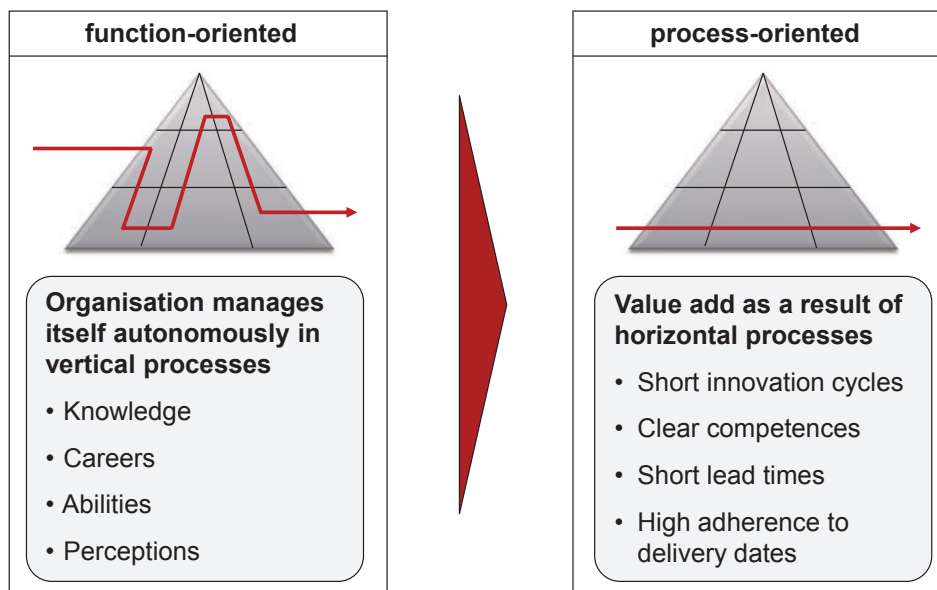 function-oriented
Organisation manages
itself autonomously in
vertical processes
• Knowledge
• Careers
• Abilities
• Perceptions
process-oriented
Value add as a result of
horizontal processes
• Short innovation cycles
• Clear competences
• Short lead times
• High adherence to
delivery dates